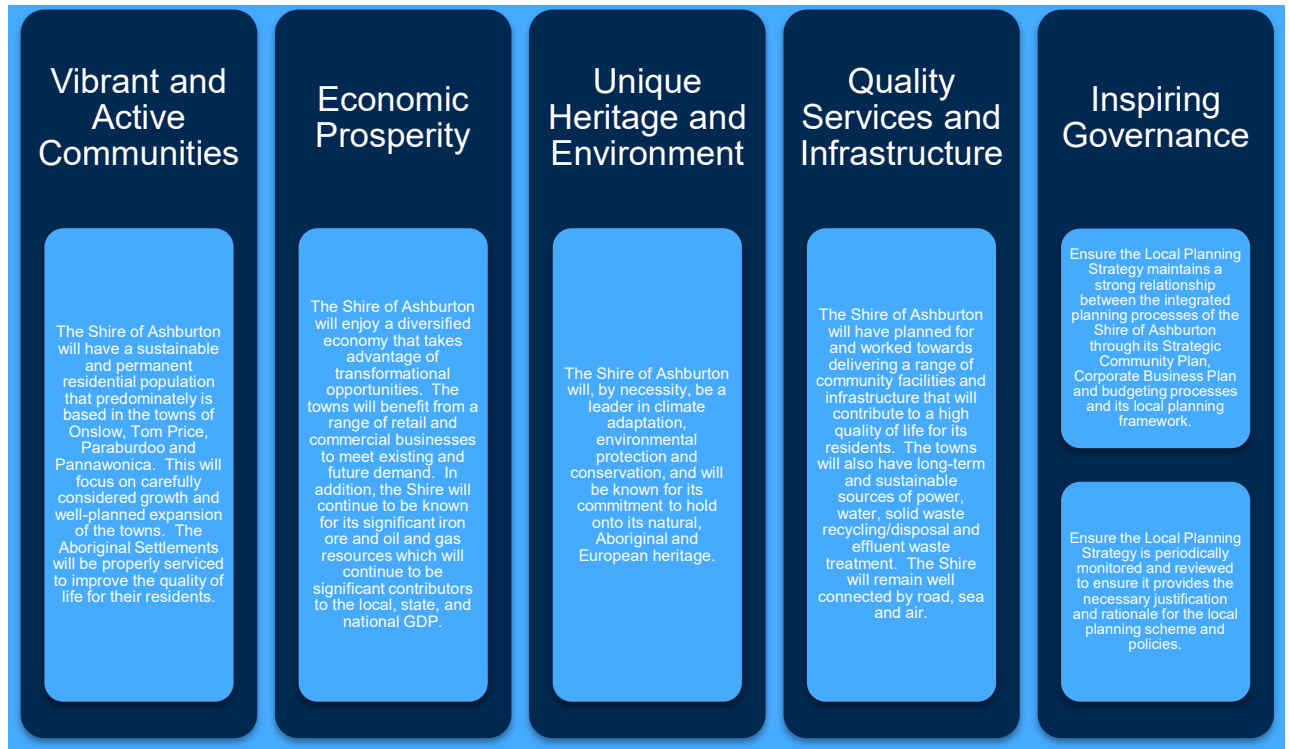 Vibrant and
Active
Communities
The Shire of Ashburton
will have a sustainable
and permanent
residential population
that predominately is
based in the towns of
Onslow, Tom Price,
Paraburdoo and
Pannawonica.  This will
focus on carefully
considered growth and
well-planned expansion
of the towns.  The
Aboriginal Settlements
will be properly serviced
to improve the quality of
life for their residents.
Economic
Prosperity
The Shire of Ashburton
will enjoy a diversified
economy that takes
advantage of
transformational
opportunities.  The
towns will benefit from a
range of retail and
commercial businesses
to meet existing and
future demand.  In
addition, the Shire will
continue to be known
for its significant iron
ore and oil and gas
resources which will
continue to be
significant contributors
to the local, state, and
national GDP.
Unique
Heritage and
Environment
The Shire of Ashburton
will, by necessity, be a
leader in climate
adaptation,
environmental
protection and
conservation, and will
be known for its
commitment to hold
onto its natural,
Aboriginal and
European heritage.
Quality
Services and
Infrastructure
The Shire of Ashburton
will have planned for
and worked towards
delivering a range of
community facilities and
infrastructure that will
contribute to a high
quality of life for its
residents.  The towns
will also have long-term
and sustainable
sources of power,
water, solid waste
recycling/disposal and
effluent waste
treatment.  The Shire
will remain well
connected by road, sea
and air.
Inspiring
Governance
Ensure the Local Planning
Strategy maintains a
strong relationship
between the integrated
planning processes of the
Shire of Ashburton
through its Strategic
Community Plan,
Corporate Business Plan
and budgeting processes
and its local planning
framework.
Ensure the Local Planning
Strategy is periodically
monitored and reviewed
to ensure it provides the
necessary justification
and rationale for the local
planning scheme and
policies.